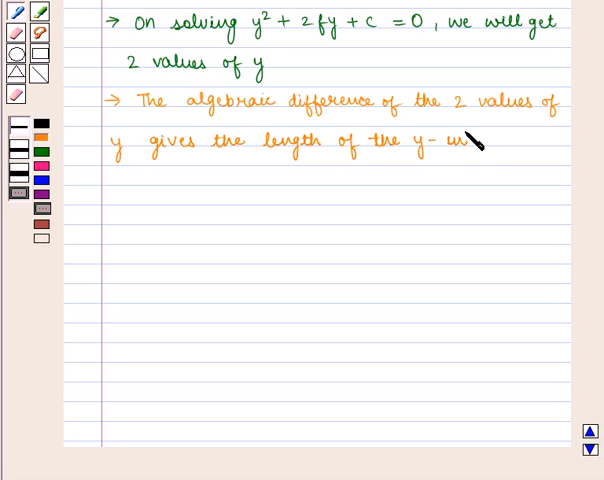 → On solving y² + 2fy + c = 0, we will get
2 values of y
→ The algebraic difference of the 2 values of
y gives the length of the y-in